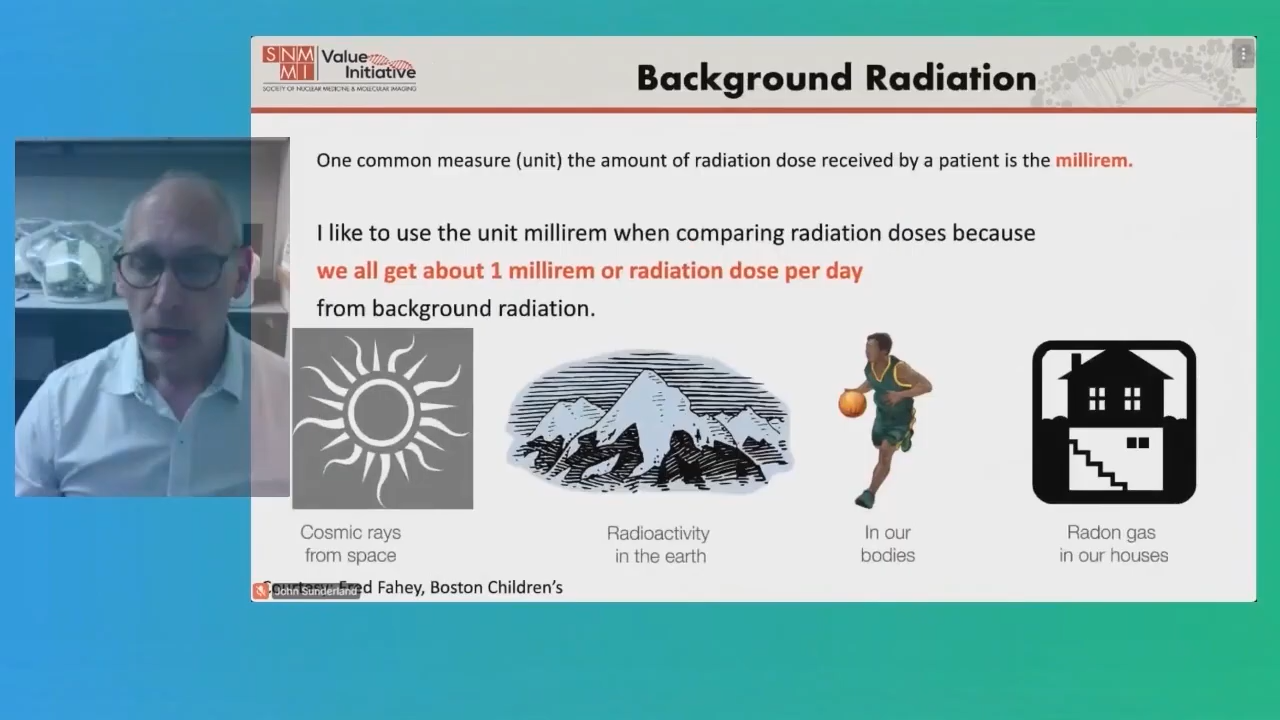 SNM
MI
Value
Initiative
SOCIETY OF NUCLEAR MEDICINE & MOLECULAR IMAGING
Background Radiation
One common measure (unit) the amount of radiation dose received by a patient is the millirem.
I like to use the unit millirem when comparing radiation doses because
we all get about 1 millirem or radiation dose per day
from background radiation.
Cosmic rays
from space
Radioactivity
in the earth
In our
bodies
Radon gas
in our houses
Courtesy: Fred Fahey, Boston Children's
John Sunderland